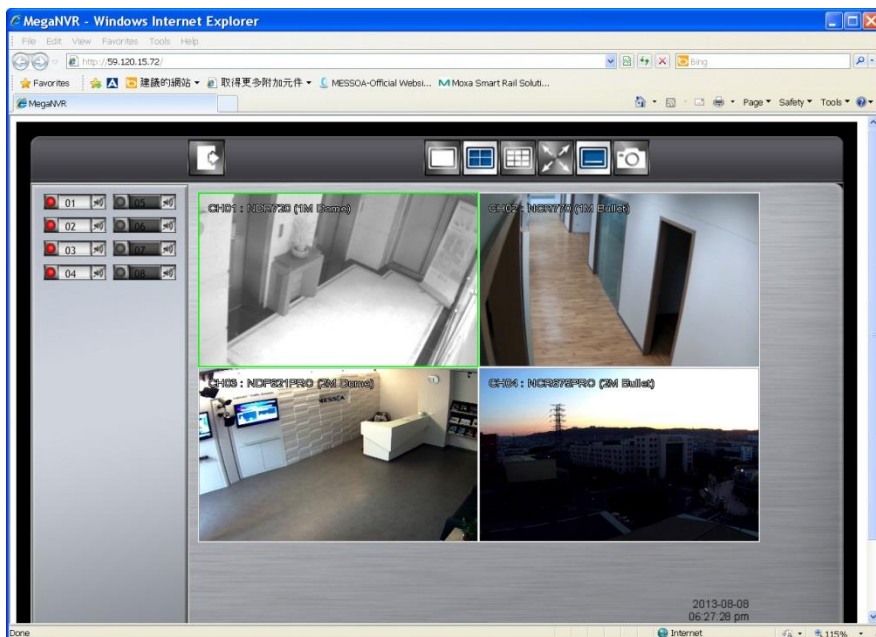 MegaNVR - Windows Internet Explorer
File Edit View Favorites Tools Help
http://59.120.15.72/
Bing
Favorites 建議的網站 取得更多附加元件 MESSOA-Official Websi... Moxa Smart Rail Soluti...
MegaNVR
Page Safety Tools
01 05
02 06
03 07
04 08
CH01 : NDR720 (1M Dome)
CH02 : NCR770 (1M Bullet)
CH03 : NDF821PRO (2M Dome)
MESSOA
CH04 : NCR875PRO (2M Bullet)
2013-08-08
06:27:28 pm
Done
Internet
115%